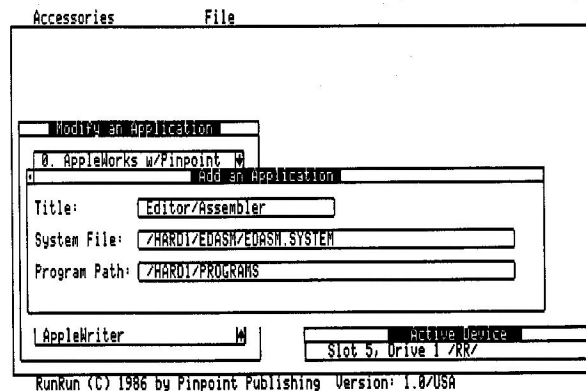 Accessories File
Modify an Application
0. AppleWorks w/Pinpoint
Add an Application
Title: Editor/Assembler
System File: /HARD1/EDASM/EDASM.SYSTEM
Program Path: /HARD1/PROGRAMS
AppleWriter
Active Device
Slot 5, Drive 1 /RR/
RunRun (C) 1986 by Pinpoint Publishing Version: 1.0/USA